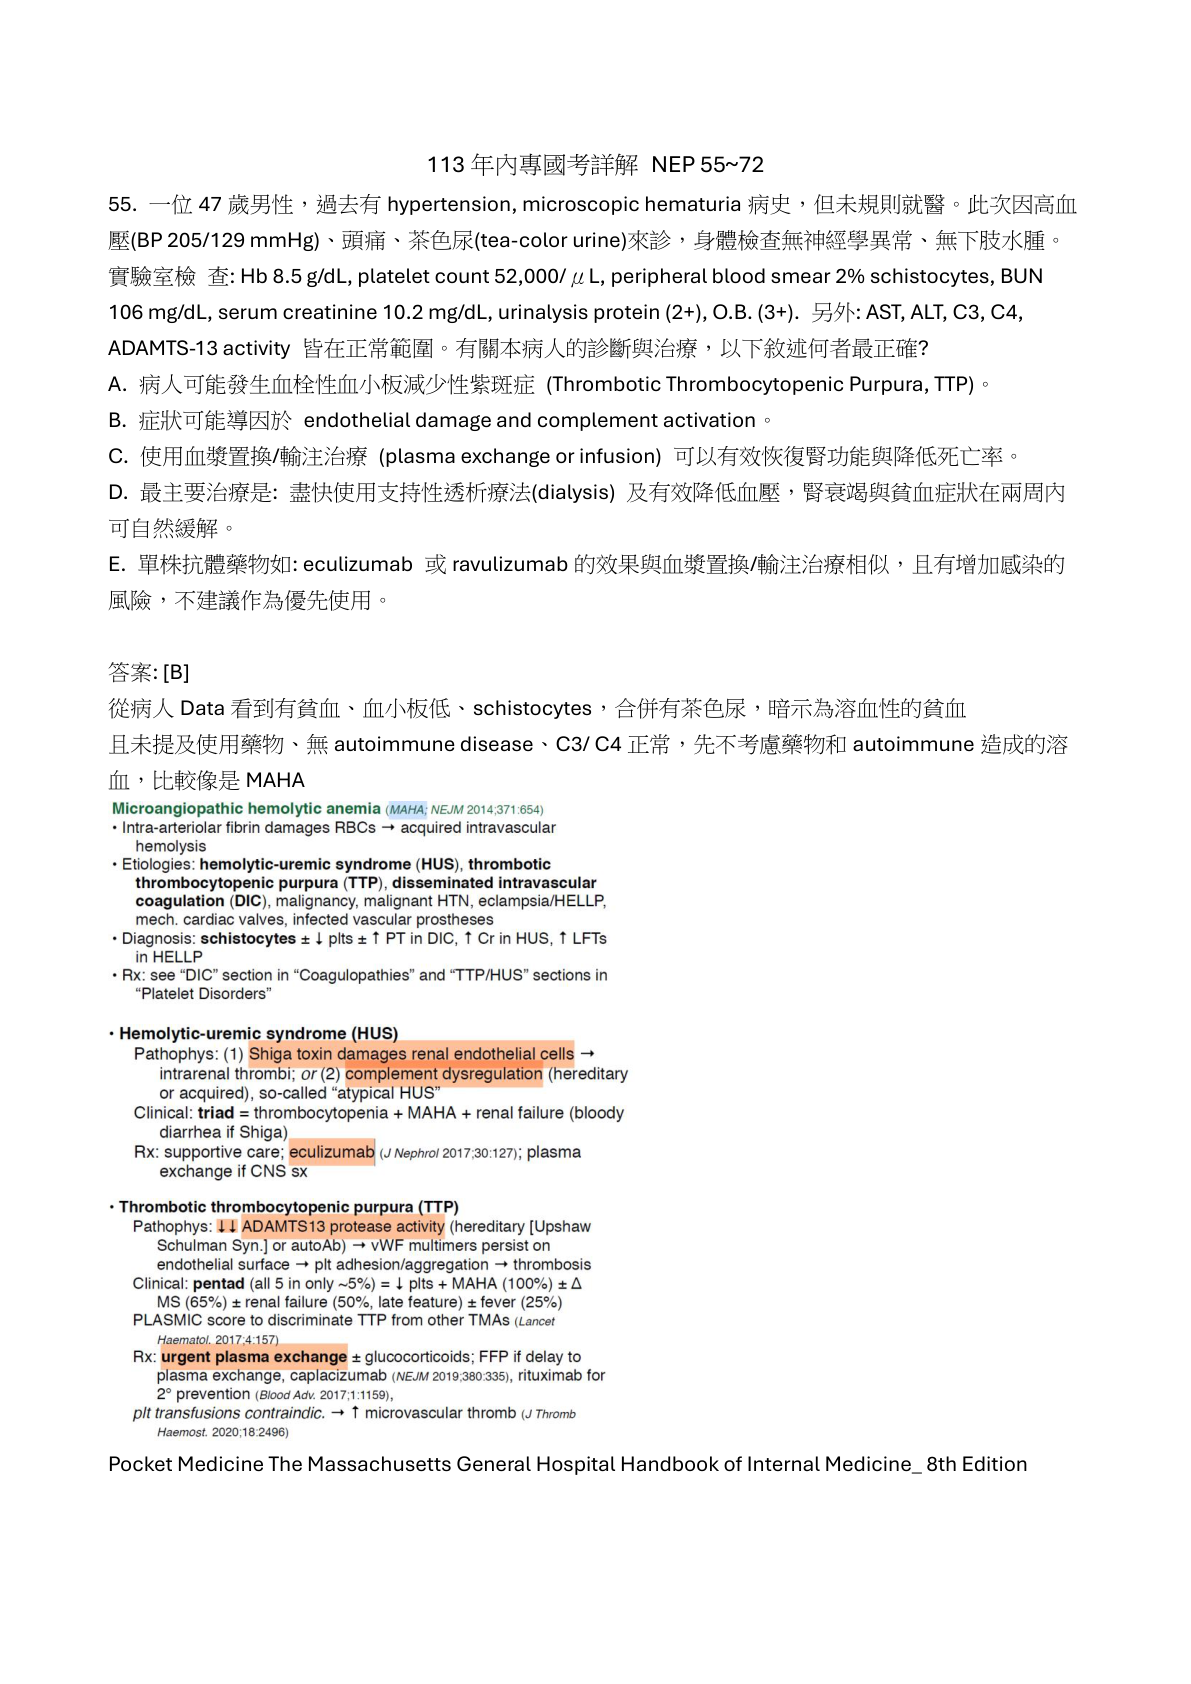 113 年內專國考詳解 NEP 55~72
55. 一位 47 歲男性，過去有 hypertension, microscopic hematuria 病史，但未規則就醫。此次因高血
壓(BP 205/129 mmHg)、頭痛、茶色尿(tea-color urine)來診，身體檢查無神經學異常、無下肢水腫。
實驗室檢 查: Hb 8.5 g/dL, platelet count 52,000/μL, peripheral blood smear 2% schistocytes, BUN
106 mg/dL, serum creatinine 10.2 mg/dL, urinalysis protein (2+), O.B. (3+). 另外: AST, ALT, C3, C4,
ADAMTS-13 activity 皆在正常範圍。有關本病人的診斷與治療，以下敘述何者最正確?
A. 病人可能發生血栓性血小板減少性紫斑症 (Thrombotic Thrombocytopenic Purpura, TTP)。
B. 症狀可能導因於 endothelial damage and complement activation。
C. 使用血漿置換/輸注治療 (plasma exchange or infusion) 可以有效恢復腎功能與降低死亡率。
D. 最主要治療是: 盡快使用支持性透析療法(dialysis) 及有效降低血壓，腎衰竭與貧血症狀在兩周內
可自然緩解。
E. 單株抗體藥物如: eculizumab 或 ravulizumab 的效果與血漿置換/輸注治療相似，且有增加感染的
風險，不建議作為優先使用。
答案: [B]
從病人 Data 看到有貧血、血小板低、schistocytes，合併有茶色尿，暗示為溶血性的貧血
且未提及使用藥物、無 autoimmune disease、C3/ C4 正常，先不考慮藥物和 autoimmune 造成的溶
血，比較像是 MAHA
Microangiopathic hemolytic anemia (MAHA; NEJM 2014;371:654)
• Intra-arteriolar fibrin damages RBCs → acquired intravascular
hemolysis
• Etiologies: hemolytic-uremic syndrome (HUS), thrombotic
thrombocytopenic purpura (TTP), disseminated intravascular
coagulation (DIC), malignancy, malignant HTN, eclampsia/HELLP,
mech. cardiac valves, infected vascular prostheses
• Diagnosis: schistocytes ± ↓ plts ± ↑ PT in DIC, ↑ Cr in HUS, ↑ LFTs
in HELLP
• Rx: see “DIC” section in “Coagulopathies” and “TTP/HUS” sections in
“Platelet Disorders”
• Hemolytic-uremic syndrome (HUS)
Pathophys: (1) Shiga toxin damages renal endothelial cells →
intrarenal thrombi; or (2) complement dysregulation (hereditary
or acquired), so-called “atypical HUS”
Clinical: triad = thrombocytopenia + MAHA + renal failure (bloody
diarrhea if Shiga)
Rx: supportive care; eculizumab (J Nephrol 2017;30:127); plasma
exchange if CNS sx
• Thrombotic thrombocytopenic purpura (TTP)
Pathophys: ↓↓ ADAMTS13 protease activity (hereditary [Upshaw
Schulman Syn.] or autoAb) → vWF multimers persist on
endothelial surface → plt adhesion/aggregation → thrombosis
Clinical: pentad (all 5 in only ~5%) = ↓ plts + MAHA (100%) ± Δ
MS (65%) ± renal failure (50%, late feature) ± fever (25%)
PLASMIC score to discriminate TTP from other TMAs (Lancet
Haematol. 2017;4:157)
Rx: urgent plasma exchange ± glucocorticoids; FFP if delay to
plasma exchange, caplacizumab (NEJM 2019;380:335), rituximab for
2° prevention (Blood Adv. 2017;1:1159),
plt transfusions contraindic. → ↑ microvascular thromb (J Thromb
Haemost. 2020;18:2496)
Pocket Medicine The Massachusetts General Hospital Handbook of Internal Medicine_ 8th Edition